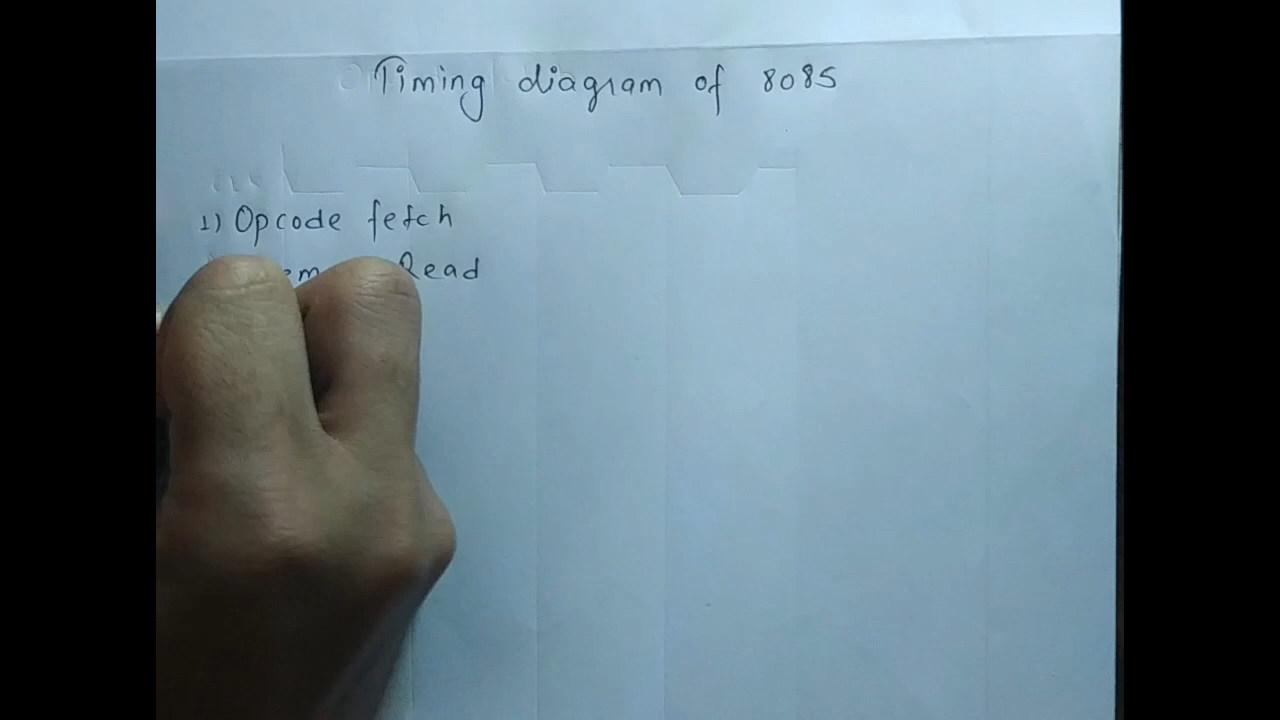 Timing diagram of 8085
1) Opcode fetch
Read